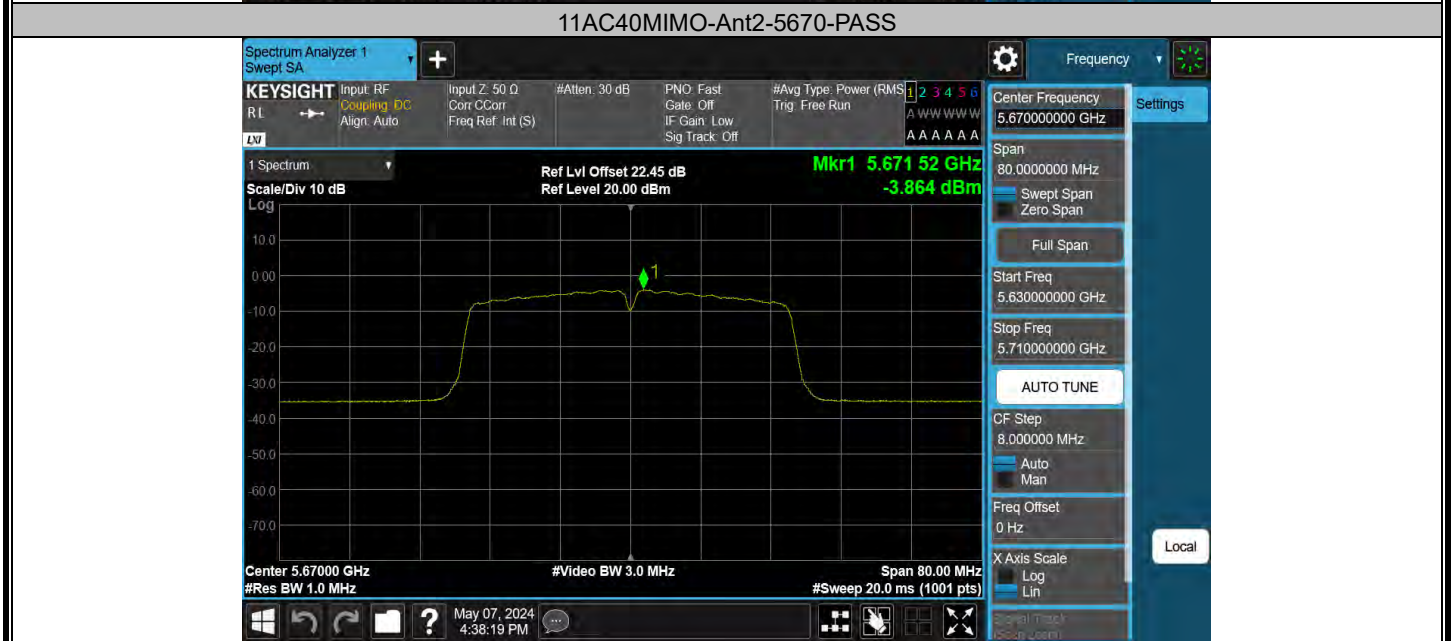 11AC40MIMO-Ant2-5670-PASS
Spectrum Analyzer 1
Swept SA
+
Frequency
KEYSIGHT
RL
LXI
Input: RF
Coupling: DC
Align: Auto
Input Z: 50 Ω
Corr CCorr
Freq Ref: Int (S)
#Atten: 30 dB
PNO: Fast
Gate: Off
IF Gain: Low
Sig Track: Off
#Avg Type: Power (RMS
Trig: Free Run
1 2 3 4 5 6
A W W W W W
A A A A A A
1 Spectrum
Scale/Div 10 dB
Log
Ref Lvl Offset 22.45 dB
Ref Level 20.00 dBm
Mkr1 5.671 52 GHz
-3.864 dBm
10.0
0.00
-10.0
-20.0
-30.0
-40.0
-50.0
-60.0
-70.0
1
Center 5.67000 GHz
#Res BW 1.0 MHz
#Video BW 3.0 MHz
Span 80.00 MHz
#Sweep 20.0 ms (1001 pts)
Center Frequency
5.670000000 GHz
Settings
Span
80.0000000 MHz
Swept Span
Zero Span
Full Span
Start Freq
5.630000000 GHz
Stop Freq
5.710000000 GHz
AUTO TUNE
CF Step
8.000000 MHz
Auto
Man
Freq Offset
0 Hz
X Axis Scale
Log
Lin
Signal Track
(Span Zoom)
Local
?
May 07, 2024
4:38:19 PM